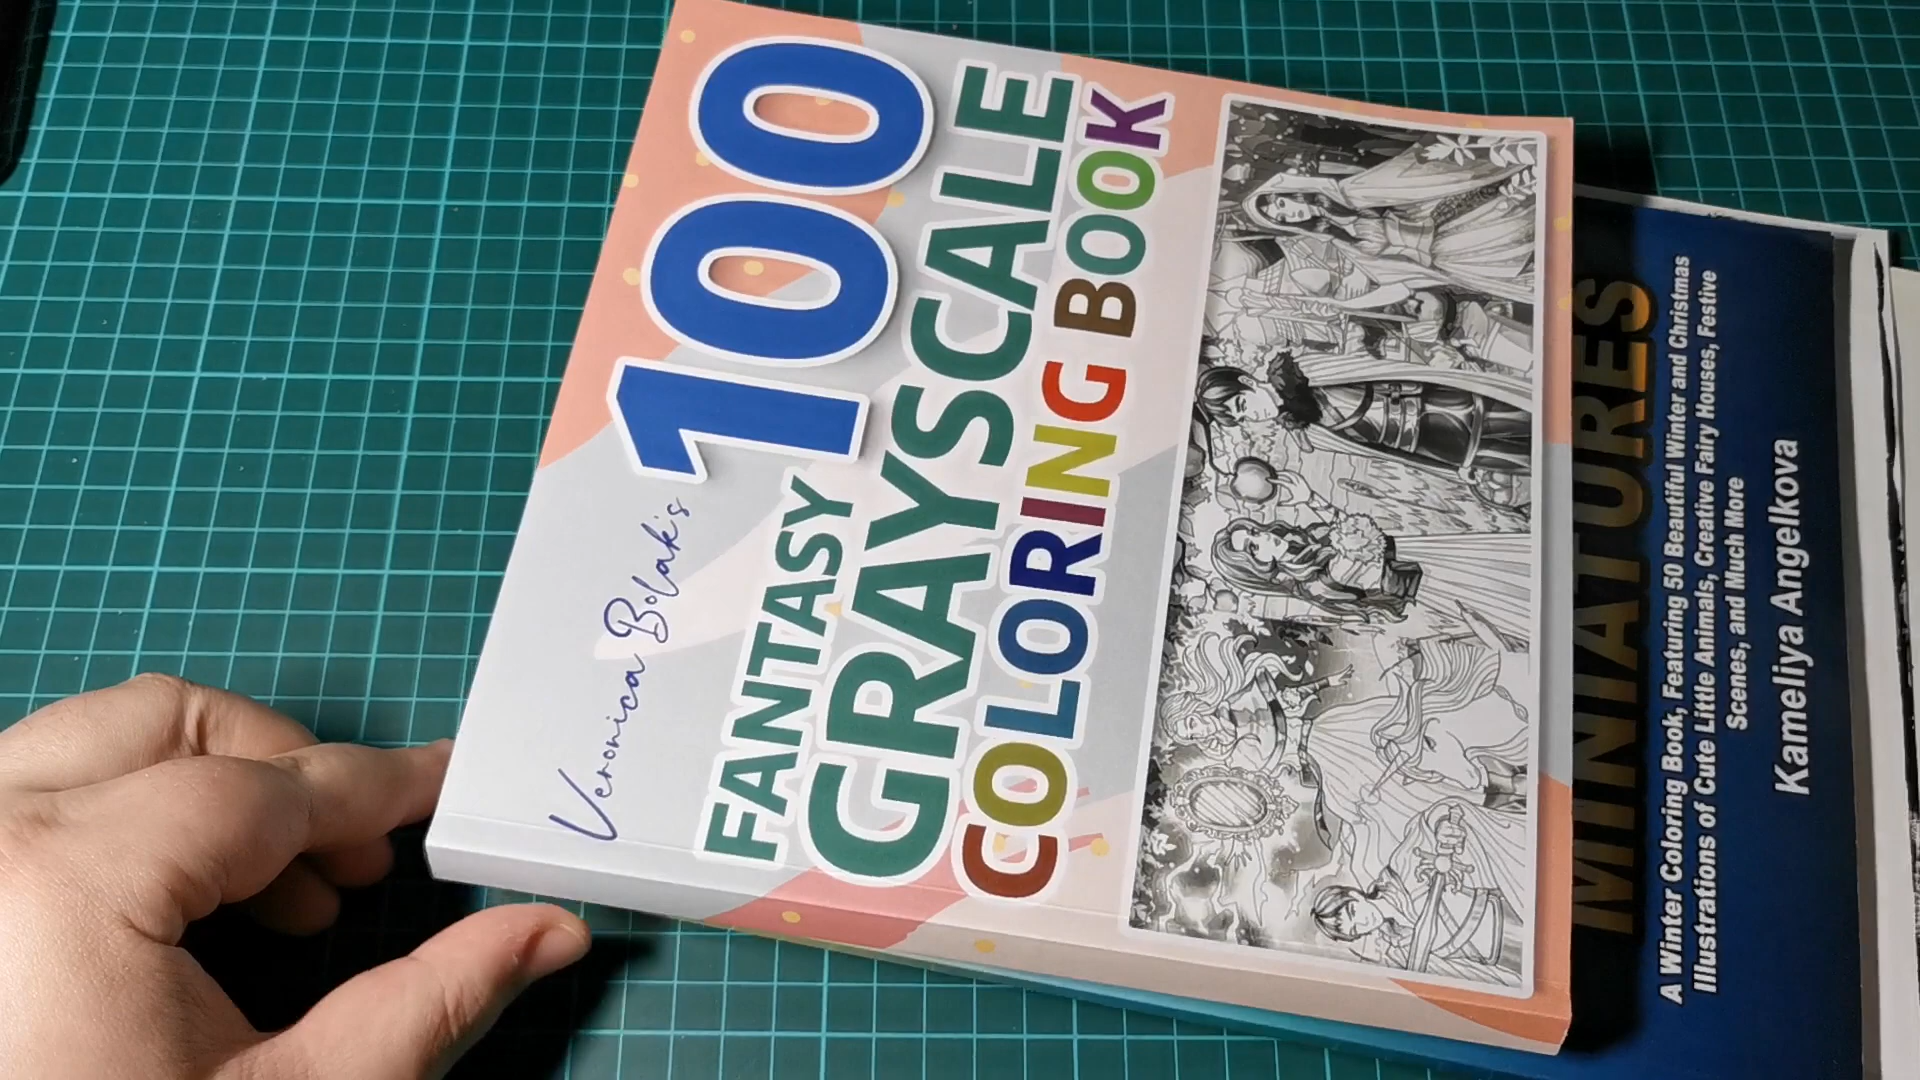 Veronica Bolak's
100
FANTASY
GRAYSCALE
COLORING BOOK
MINIATURES
A Winter Coloring Book, Featuring 50 Beautiful Winter and Christmas
Illustrations of Cute Little Animals, Creative Fairy Houses, Festive
Scenes, and Much More
Kameliya Angelkova